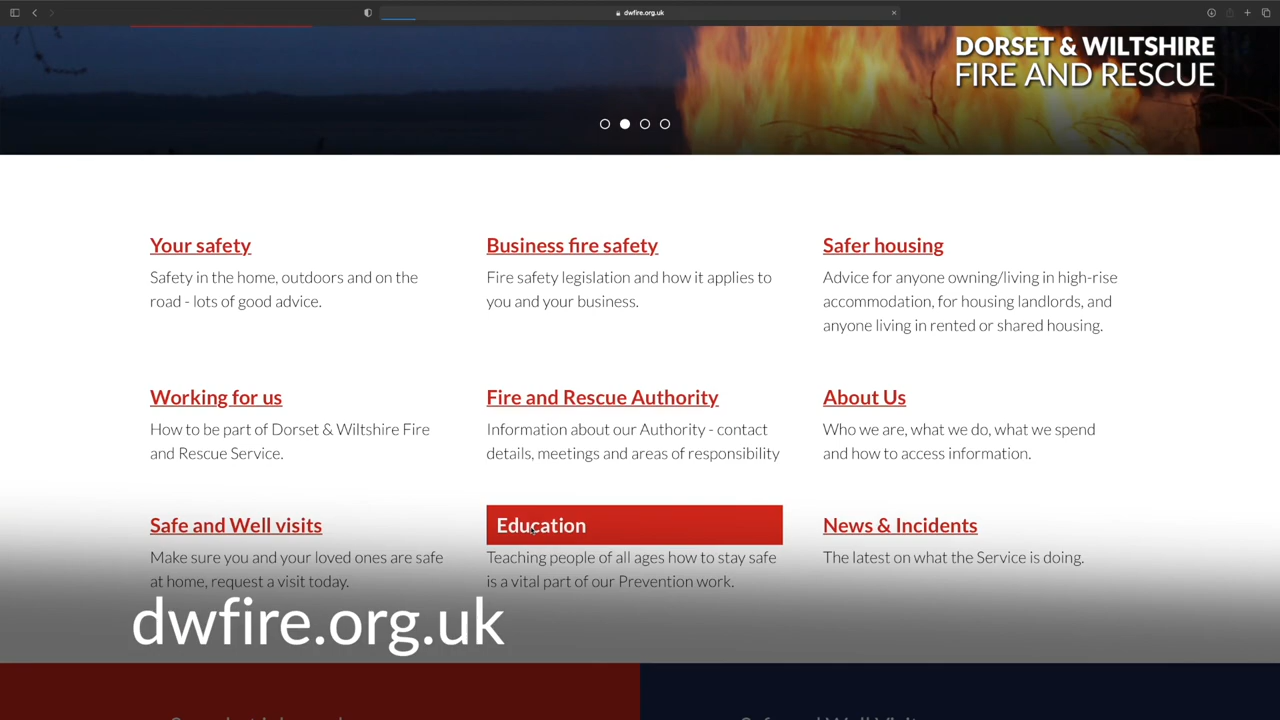 dwfire.org.uk
DORSET & WILTSHIRE
FIRE AND RESCUE
Your safety
Safety in the home, outdoors and on the
road - lots of good advice.
Business fire safety
Fire safety legislation and how it applies to
you and your business.
Safer housing
Advice for anyone owning/living in high-rise
accommodation, for housing landlords, and
anyone living in rented or shared housing.
Working for us
How to be part of Dorset & Wiltshire Fire
and Rescue Service.
Fire and Rescue Authority
Information about our Authority - contact
details, meetings and areas of responsibility
About Us
Who we are, what we do, what we spend
and how to access information.
Safe and Well visits
Make sure you and your loved ones are safe
at home, request a visit today.
Education
Teaching people of all ages how to stay safe
is a vital part of our Prevention work.
News & Incidents
The latest on what the Service is doing.
dwfire.org.uk